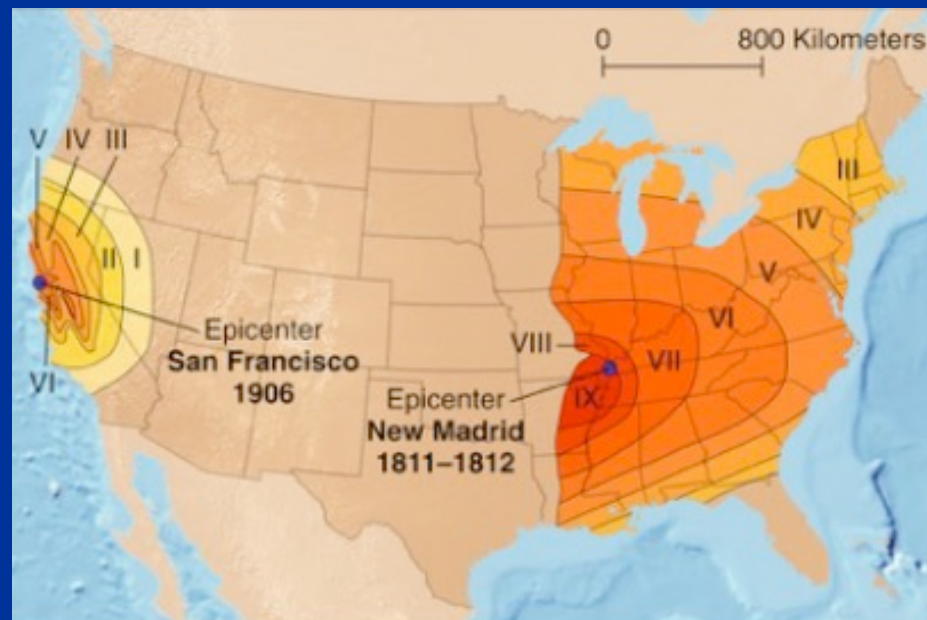 0 800 Kilometers
V IV III
II I
VI
Epicenter
San Francisco
1906
III
IV
V
VI
VII
VIII
IX
Epicenter
New Madrid
1811–1812